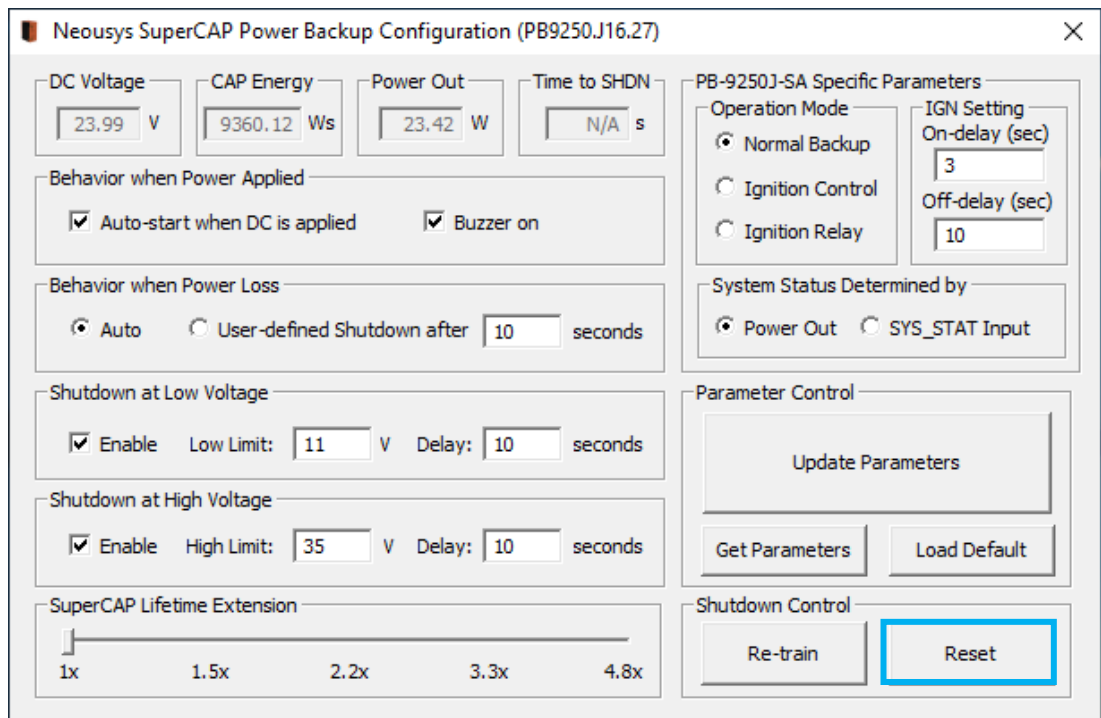 Neousys SuperCAP Power Backup Configuration (PB9250.J16.27)
DC Voltage
23.99 V
CAP Energy
9360.12 Ws
Power Out
23.42 W
Time to SHDN
N/A s
Behavior when Power Applied
Auto-start when DC is applied
Buzzer on
Behavior when Power Loss
Auto
User-defined Shutdown after 10 seconds
Shutdown at Low Voltage
Enable Low Limit: 11 V Delay: 10 seconds
Shutdown at High Voltage
Enable High Limit: 35 V Delay: 10 seconds
SuperCAP Lifetime Extension
1x 1.5x 2.2x 3.3x 4.8x
PB-9250J-SA Specific Parameters
Operation Mode
Normal Backup
Ignition Control
Ignition Relay
IGN Setting
On-delay (sec)
3
Off-delay (sec)
10
System Status Determined by
Power Out SYS_STAT Input
Parameter Control
Update Parameters
Get Parameters
Load Default
Shutdown Control
Re-train
Reset